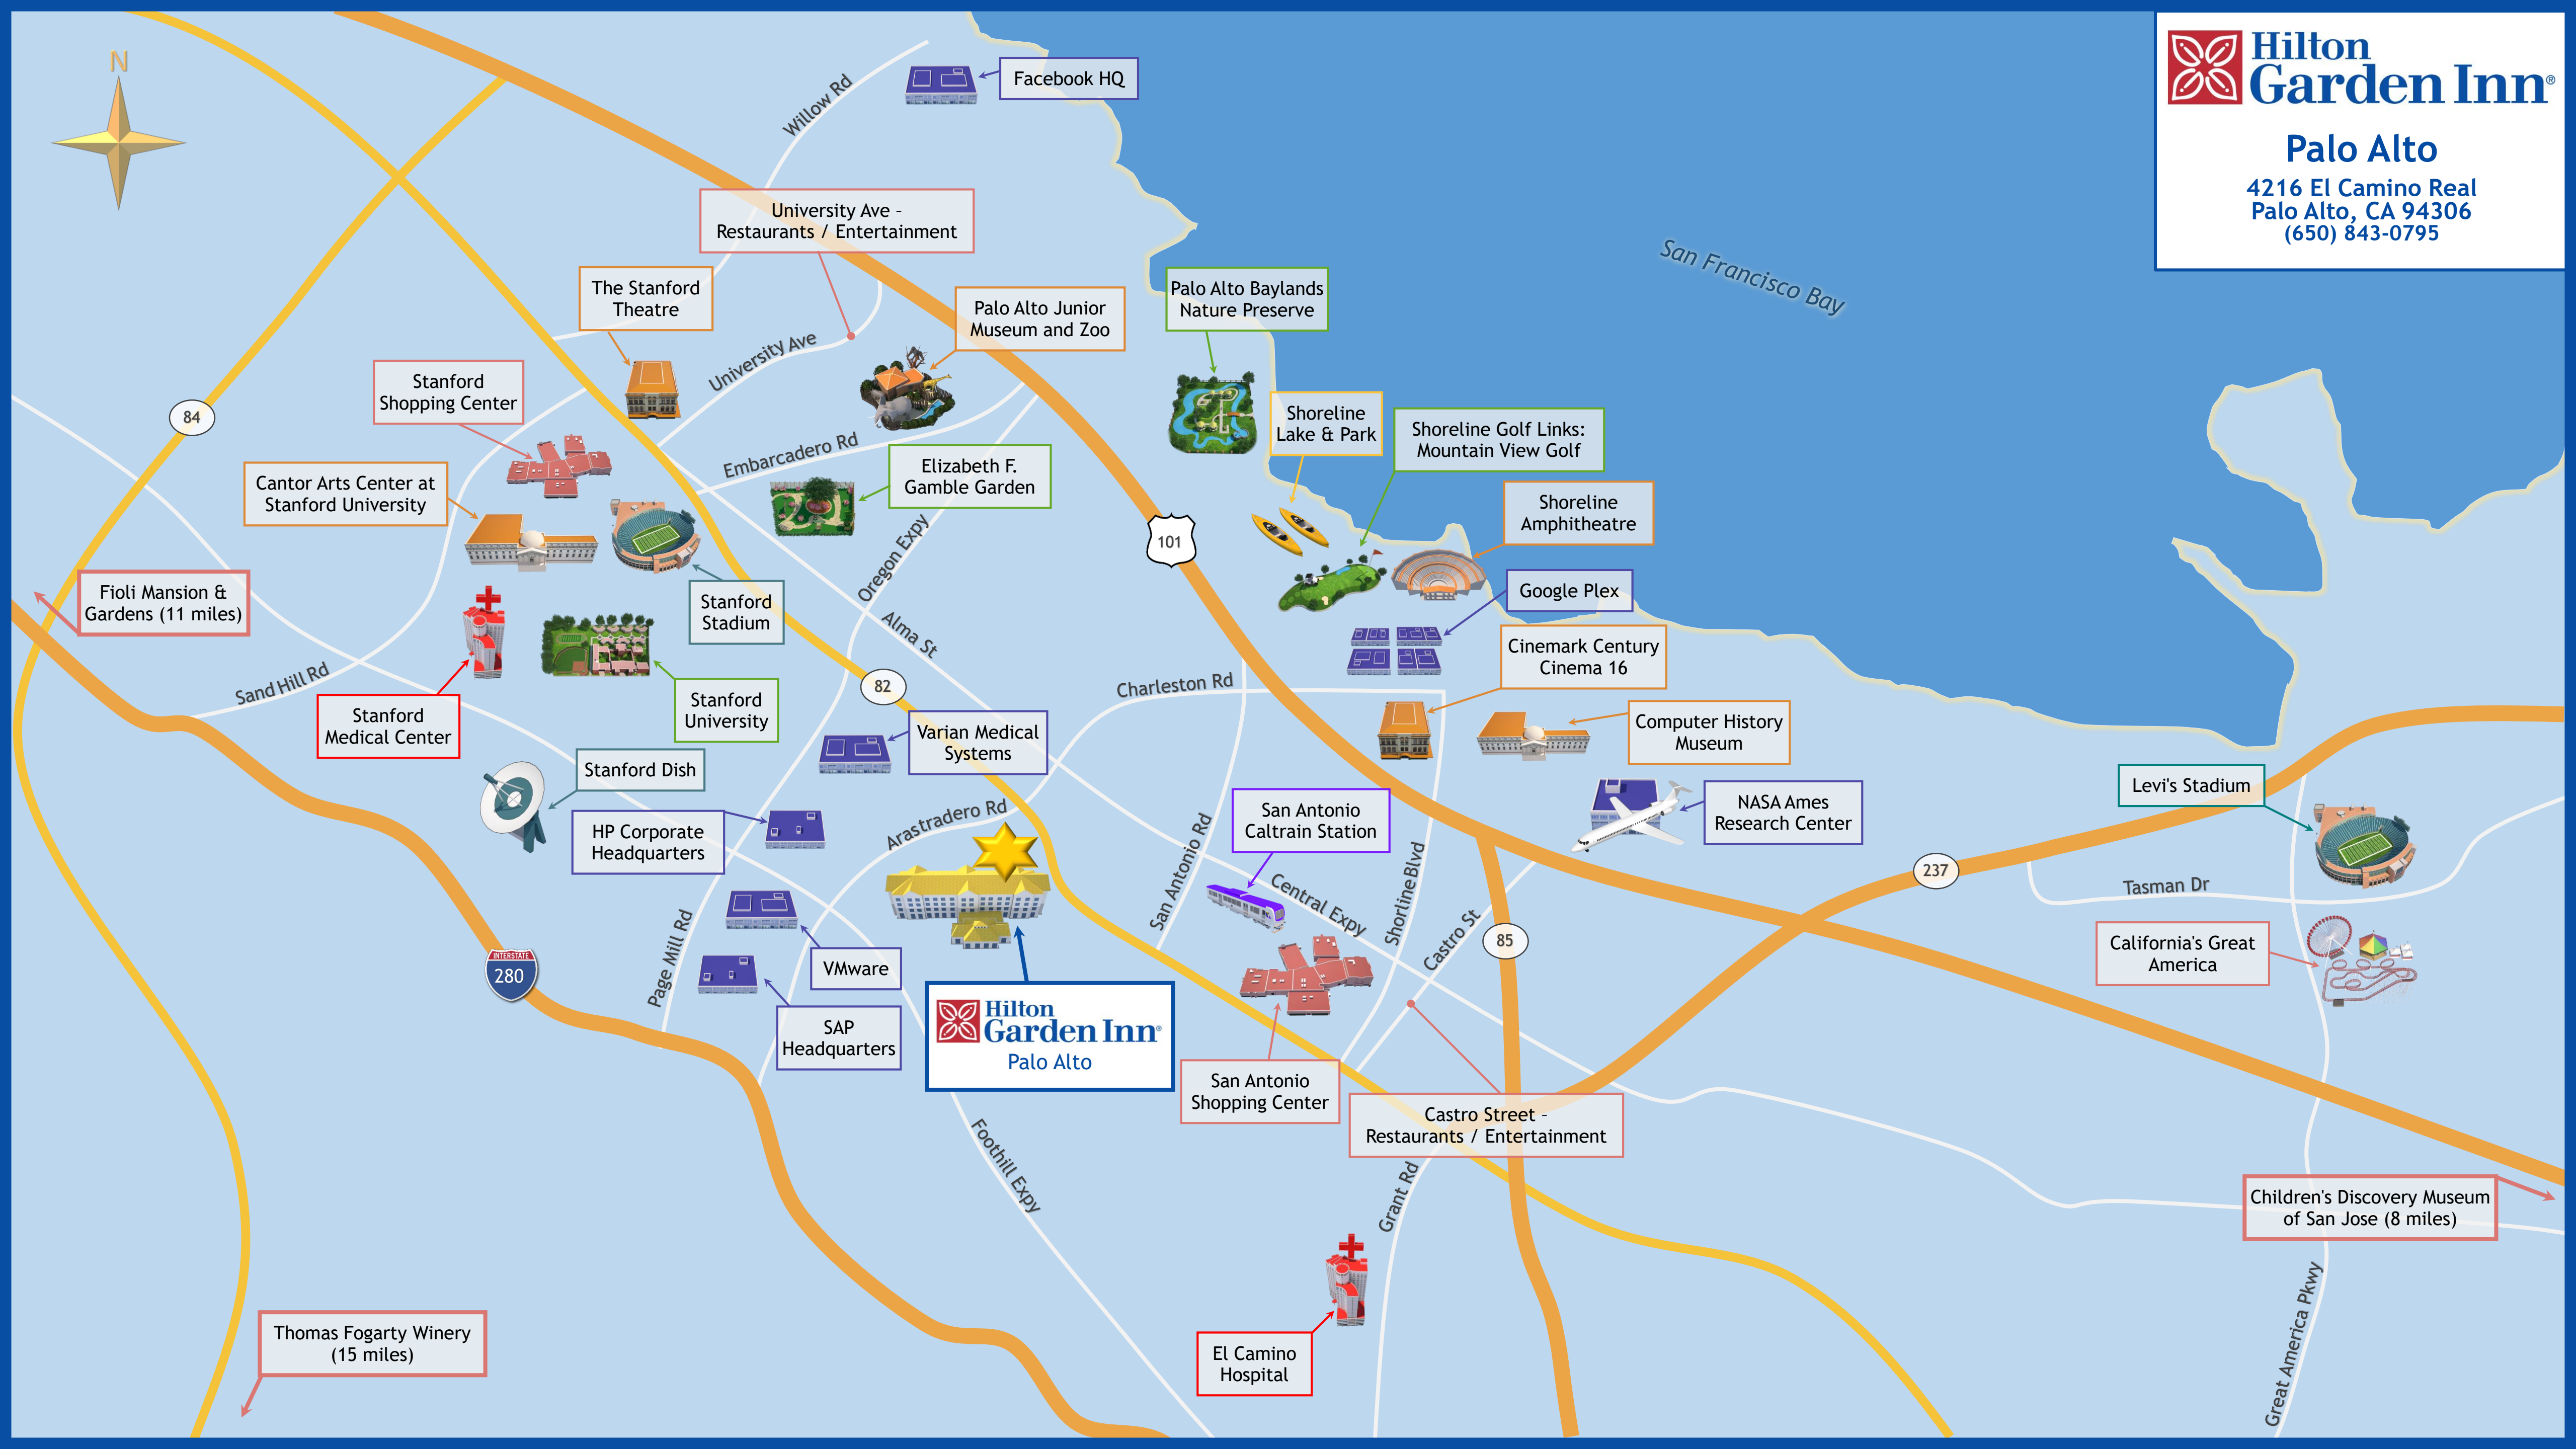 N
Hilton
Garden Inn®
Palo Alto
4216 El Camino Real
Palo Alto, CA 94306
(650) 843-0795
Facebook HQ
Willow Rd
University Ave -
Restaurants / Entertainment
San Francisco Bay
The Stanford
Theatre
Palo Alto Junior
Museum and Zoo
Palo Alto Baylands
Nature Preserve
University Ave
Stanford
Shopping Center
84
Shoreline
Lake & Park
Shoreline Golf Links:
Mountain View Golf
Embarcadero Rd
Elizabeth F.
Gamble Garden
Cantor Arts Center at
Stanford University
Shoreline
Amphitheatre
101
Oregon Expy
Fioli Mansion &
Gardens (11 miles)
Stanford
Stadium
Google Plex
Alma St
Cinemark Century
Cinema 16
Sand Hill Rd
82
Charleston Rd
Stanford
University
Stanford
Medical Center
Varian Medical
Systems
Computer History
Museum
Stanford Dish
Levi's Stadium
HP Corporate
Headquarters
Arastradero Rd
San Antonio
Caltrain Station
NASA Ames
Research Center
San Antonio Rd
Central Expy
Shorline Blvd
237
Tasman Dr
Castro St
85
California's Great
America
Page Mill Rd
INTERSTATE
280
VMware
Hilton
Garden Inn®
Palo Alto
SAP
Headquarters
San Antonio
Shopping Center
Castro Street -
Restaurants / Entertainment
Foothill Expy
Grant Rd
Children's Discovery Museum
of San Jose (8 miles)
Thomas Fogarty Winery
(15 miles)
El Camino
Hospital
Great America Pkwy